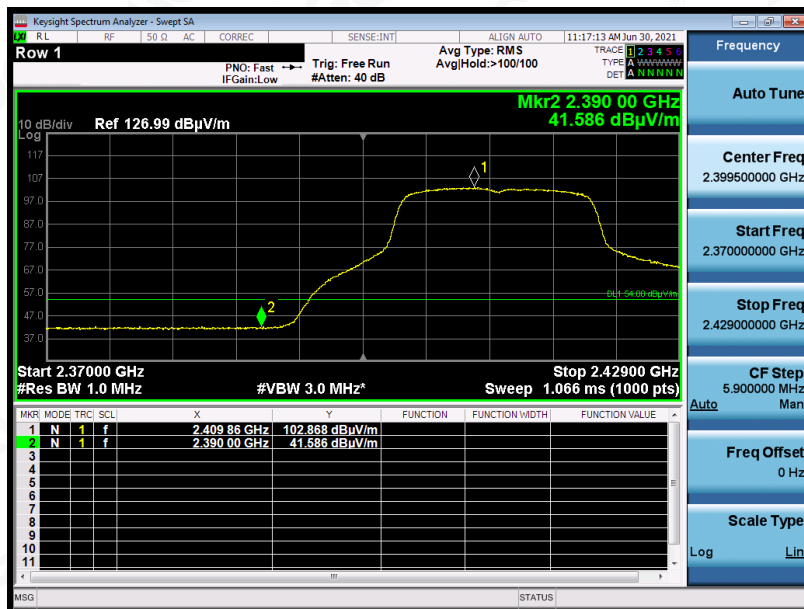 Keysight Spectrum Analyzer - Swept SA
LXI RL RF 50 Ω AC CORREC SENSE:INT ALIGN AUTO 11:17:13 AM Jun 30, 2021
Row 1
PNO: Fast
IFGain:Low
Trig: Free Run
#Atten: 40 dB
Avg Type: RMS
Avg|Hold:>100/100
TRACE 1 2 3 4 5 6
TYPE A WWWWW
DET A N N N N N
Mkr2 2.390 00 GHz
41.586 dBµV/m
10 dB/div Ref 126.99 dBµV/m
Log
117
107
97.0
87.0
77.0
67.0
57.0
47.0
37.0
1
2
DL1 54.00 dBµV/m
Start 2.37000 GHz Stop 2.42900 GHz
#Res BW 1.0 MHz #VBW 3.0 MHz* Sweep 1.066 ms (1000 pts)
MKR MODE TRC SCL X Y FUNCTION FUNCTION WIDTH FUNCTION VALUE
1 N 1 f 2.409 86 GHz 102.868 dBµV/m
2 N 1 f 2.390 00 GHz 41.586 dBµV/m
3
4
5
6
7
8
9
10
11
MSG STATUS
Frequency
Auto Tune
Center Freq
2.399500000 GHz
Start Freq
2.370000000 GHz
Stop Freq
2.429000000 GHz
CF Step
5.900000 MHz
Auto Man
Freq Offset
0 Hz
Scale Type
Log Lin